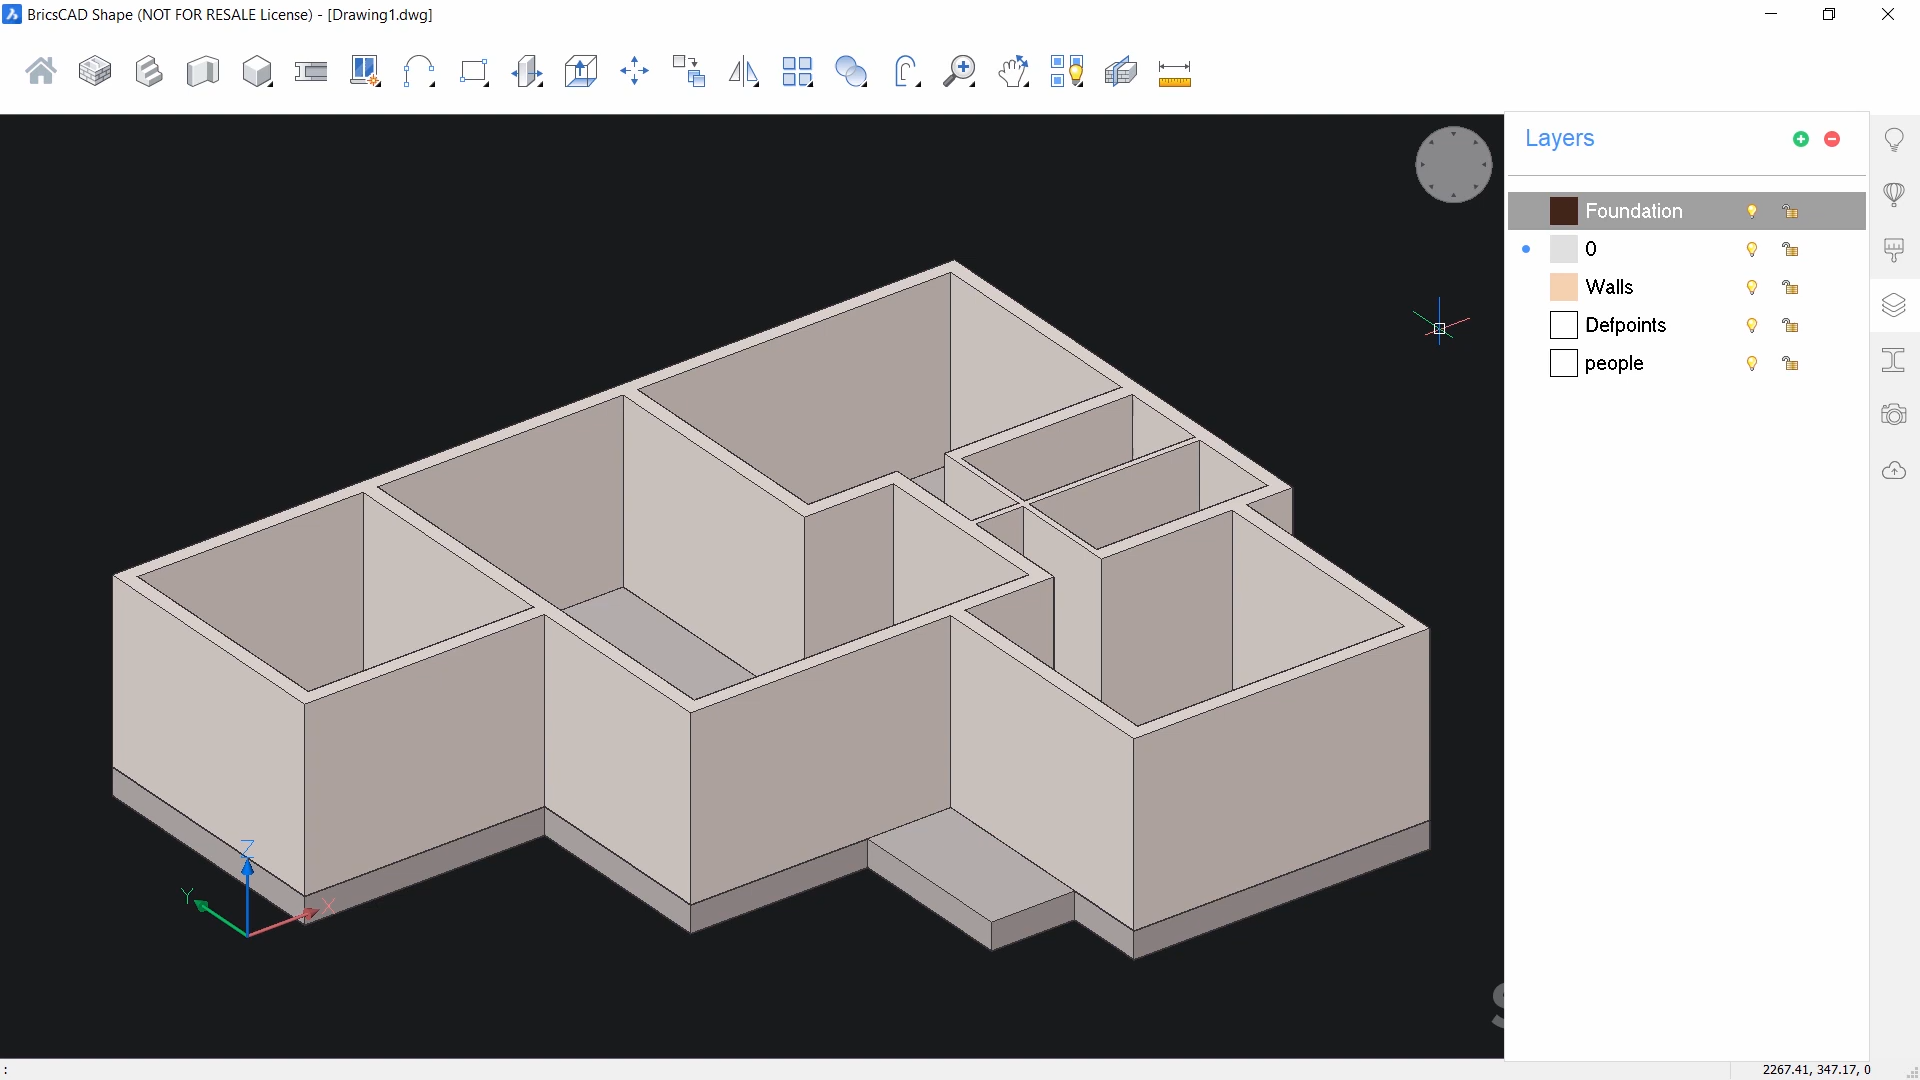 BricsCAD Shape (NOT FOR RESALE License) - [Drawing1.dwg]
Layers
Foundation
0
Walls
Defpoints
people
Z
Y
X
:
2267.41, 347.17, 0